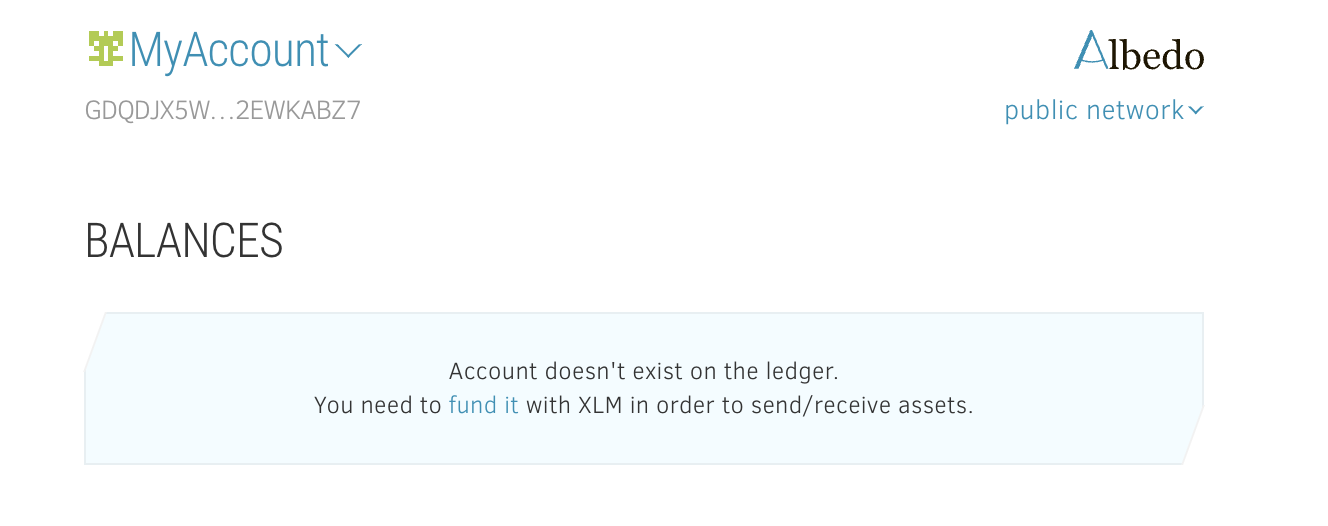 MyAccount
Albedo
GDQDJX5W...2EWKABZ7
public network
BALANCES
Account doesn't exist on the ledger.
You need to fund it with XLM in order to send/receive assets.